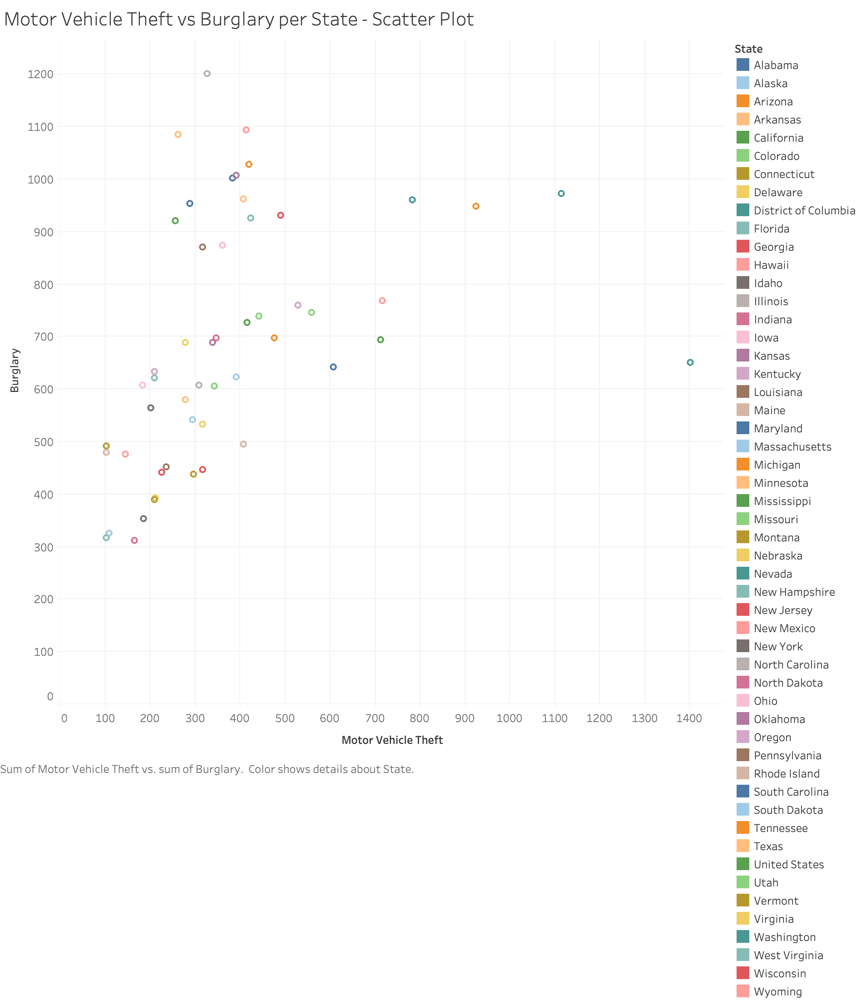 Motor Vehicle Theft vs Burglary per State - Scatter Plot
State
Alabama
Alaska
Arizona
Arkansas
California
Colorado
Connecticut
Delaware
District of Columbia
Florida
Georgia
Hawaii
Idaho
Illinois
Indiana
Iowa
Kansas
Kentucky
Louisiana
Maine
Maryland
Massachusetts
Michigan
Minnesota
Mississippi
Missouri
Montana
Nebraska
Nevada
New Hampshire
New Jersey
New Mexico
New York
North Carolina
North Dakota
Ohio
Oklahoma
Oregon
Pennsylvania
Rhode Island
South Carolina
South Dakota
Tennessee
Texas
United States
Utah
Vermont
Virginia
Washington
West Virginia
Wisconsin
Wyoming
Burglary
1200
1100
1000
900
800
700
600
500
400
300
200
100
0
0 100 200 300 400 500 600 700 800 900 1000 1100 1200 1300 1400
Motor Vehicle Theft
Sum of Motor Vehicle Theft vs. sum of Burglary.  Color shows details about State.